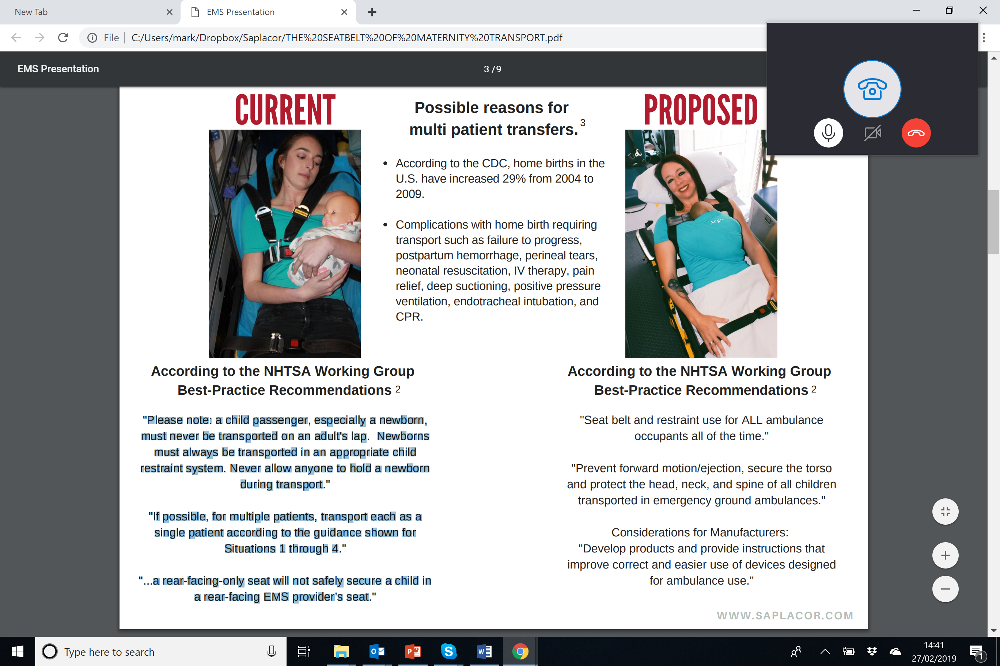 New Tab
EMS Presentation
File
C:/Users/mark/Dropbox/Saplacor/THE%20SEATBELT%20OF%20MATERNITY%20TRANSPORT.pdf
EMS Presentation
3 / 9
CURRENT
Possible reasons for
multi patient transfers. 3
• According to the CDC, home births in the
U.S. have increased 29% from 2004 to
2009.
• Complications with home birth requiring
transport such as failure to progress,
postpartum hemorrhage, perineal tears,
neonatal resuscitation, IV therapy, pain
relief, deep suctioning, positive pressure
ventilation, endotracheal intubation, and
CPR.
PROPOSED
Aegis
According to the NHTSA Working Group
Best-Practice Recommendations 2
"Please note: a child passenger, especially a newborn,
must never be transported on an adult's lap. Newborns
must always be transported in an appropriate child
restraint system. Never allow anyone to hold a newborn
during transport."
"If possible, for multiple patients, transport each as a
single patient according to the guidance shown for
Situations 1 through 4."
"...a rear-facing-only seat will not safely secure a child in
a rear-facing EMS provider's seat."
According to the NHTSA Working Group
Best-Practice Recommendations 2
"Seat belt and restraint use for ALL ambulance
occupants all of the time."
"Prevent forward motion/ejection, secure the torso
and protect the head, neck, and spine of all children
transported in emergency ground ambulances."
Considerations for Manufacturers:
"Develop products and provide instructions that
improve correct and easier use of devices designed
for ambulance use."
WWW.SAPLACOR.COM
Type here to search
14:41
27/02/2019
1